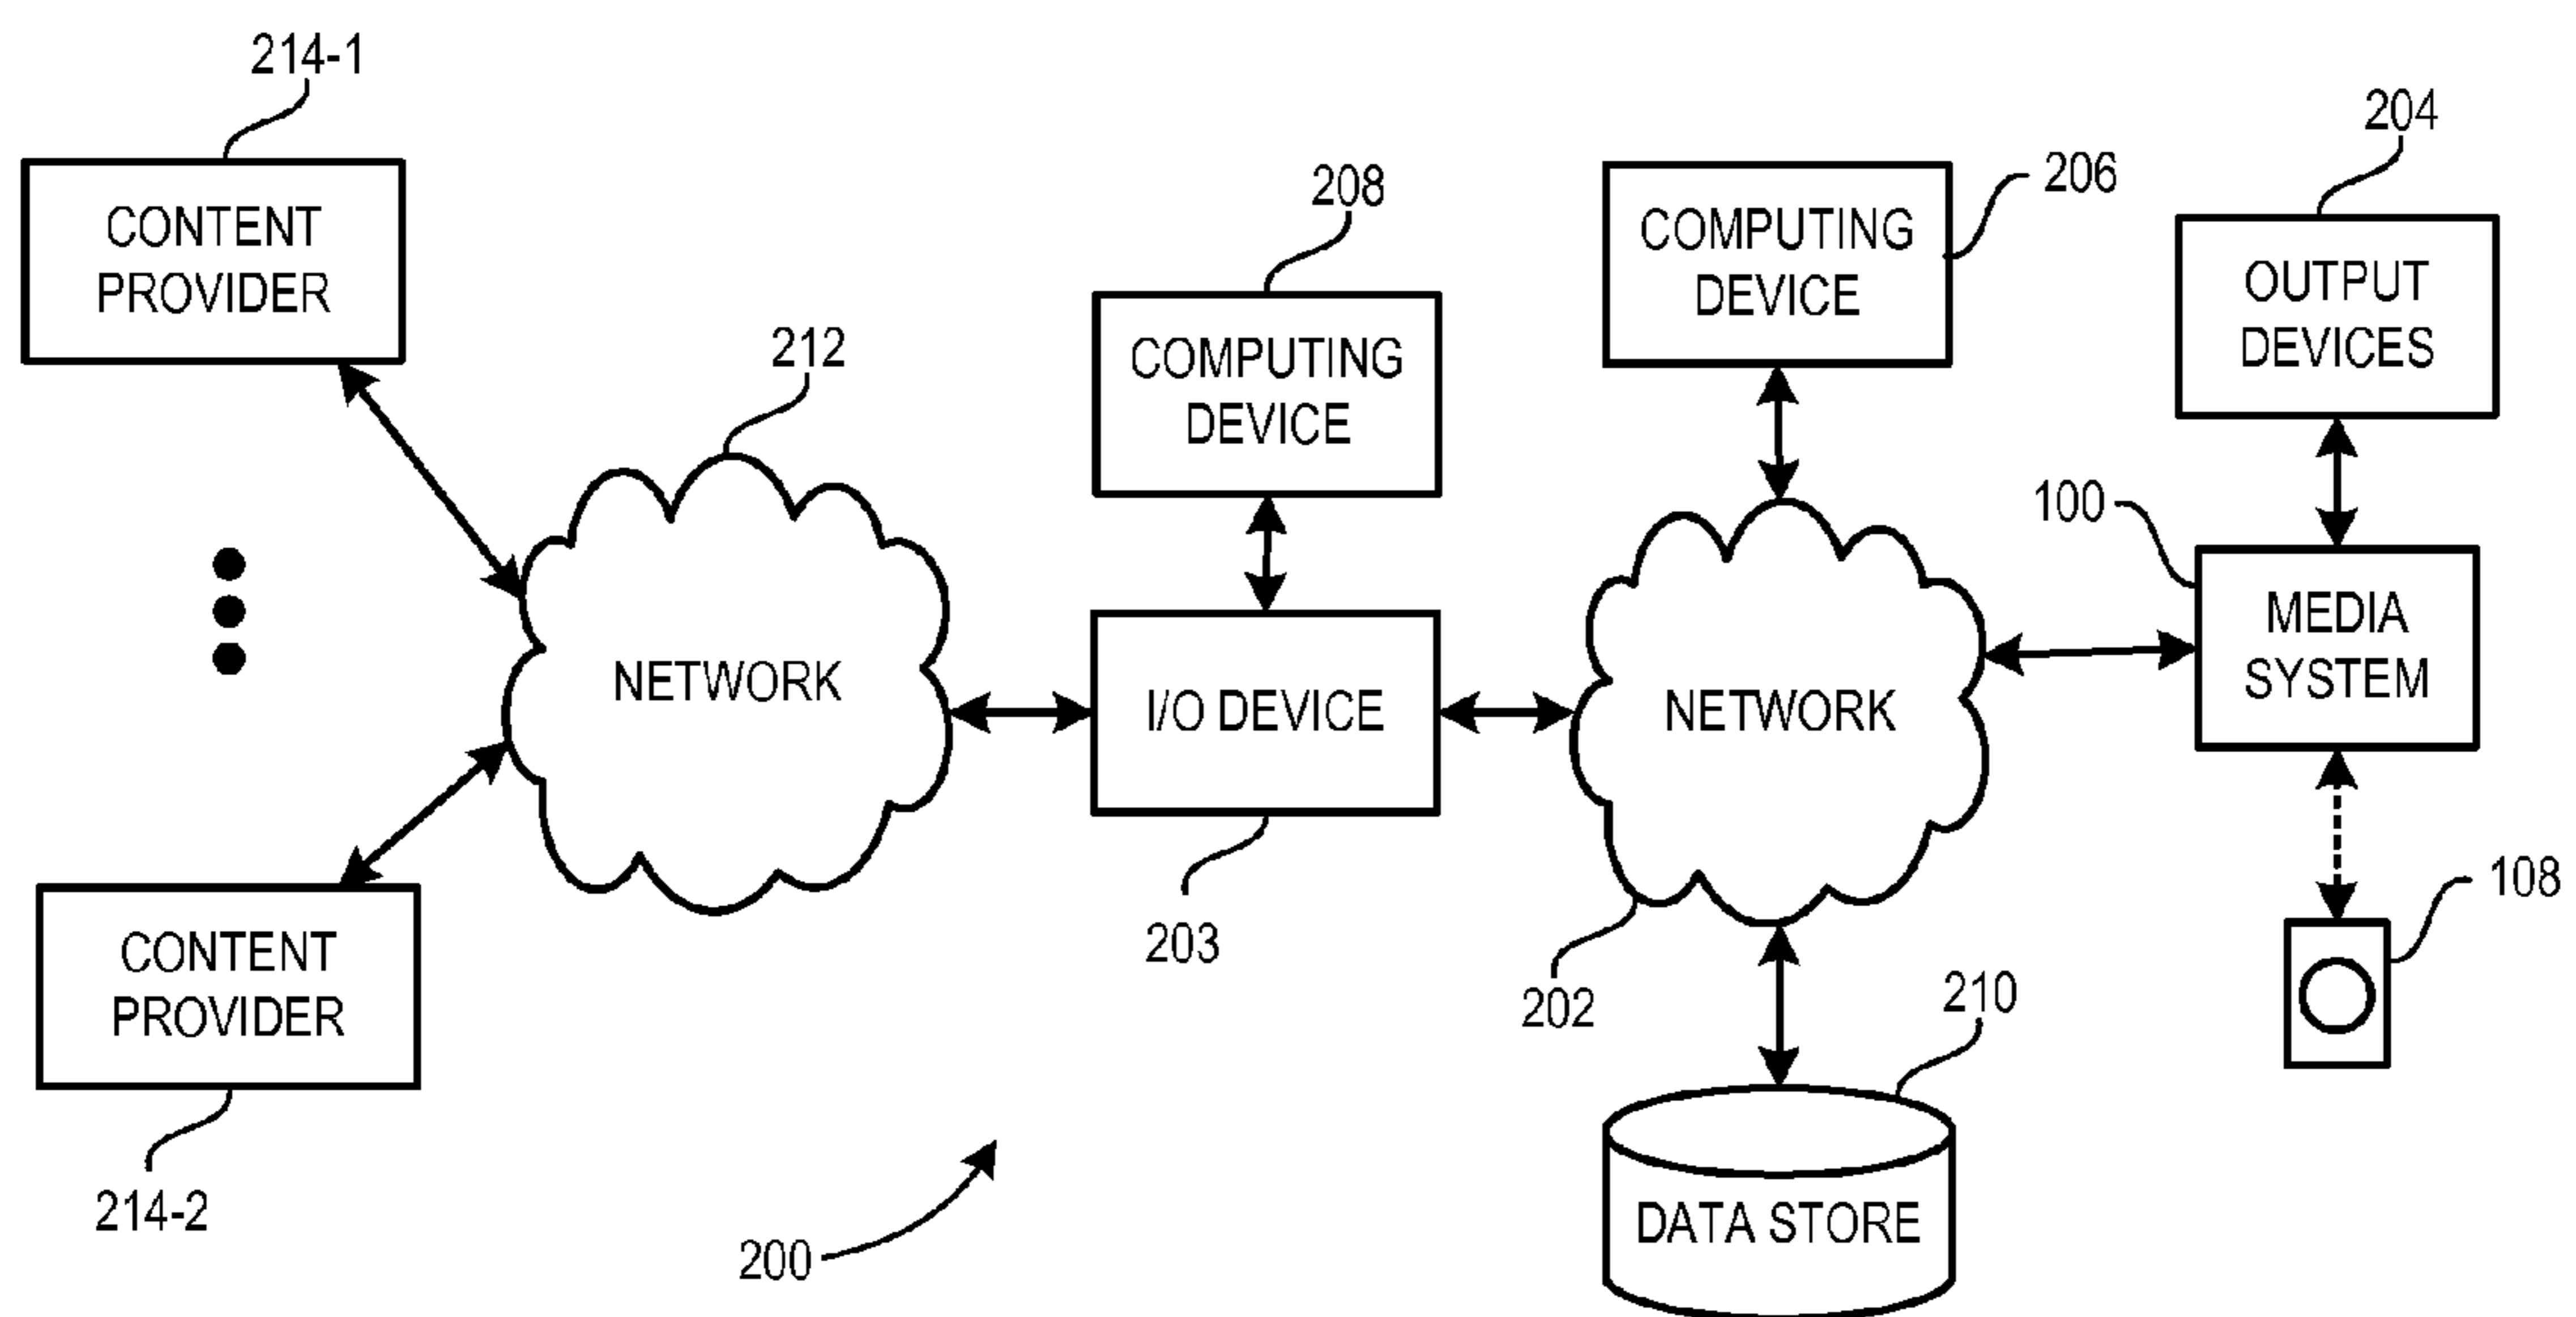 214-1
CONTENT
PROVIDER
212
208
COMPUTING
DEVICE
206
COMPUTING
DEVICE
204
OUTPUT
DEVICES
100
MEDIA
SYSTEM
NETWORK
I/O DEVICE
NETWORK
108
203
202
210
CONTENT
PROVIDER
214-2
200
DATA STORE